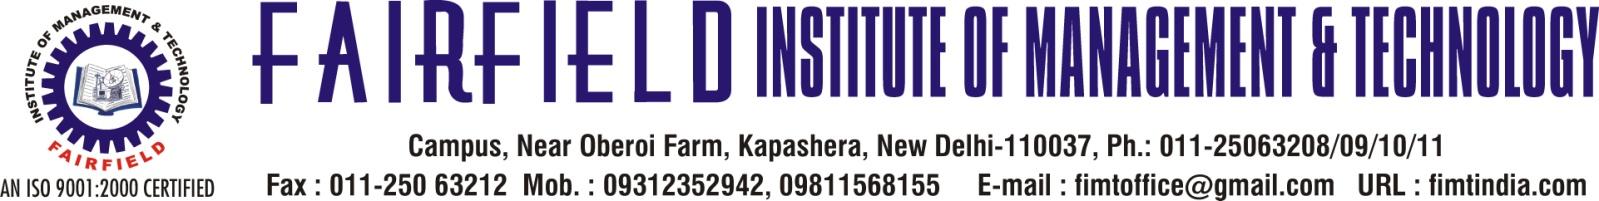 INSTITUTE OF MANAGEMENT & TECHNOLOGY
FAIRFIELD
AN ISO 9001:2000 CERTIFIED
FAIRFIELD INSTITUTE OF MANAGEMENT & TECHNOLOGY
Campus, Near Oberoi Farm, Kapashera, New Delhi-110037, Ph.: 011-25063208/09/10/11
Fax : 011-250 63212 Mob. : 09312352942, 09811568155 E-mail : fimtoffice@gmail.com URL : fimtindia.com